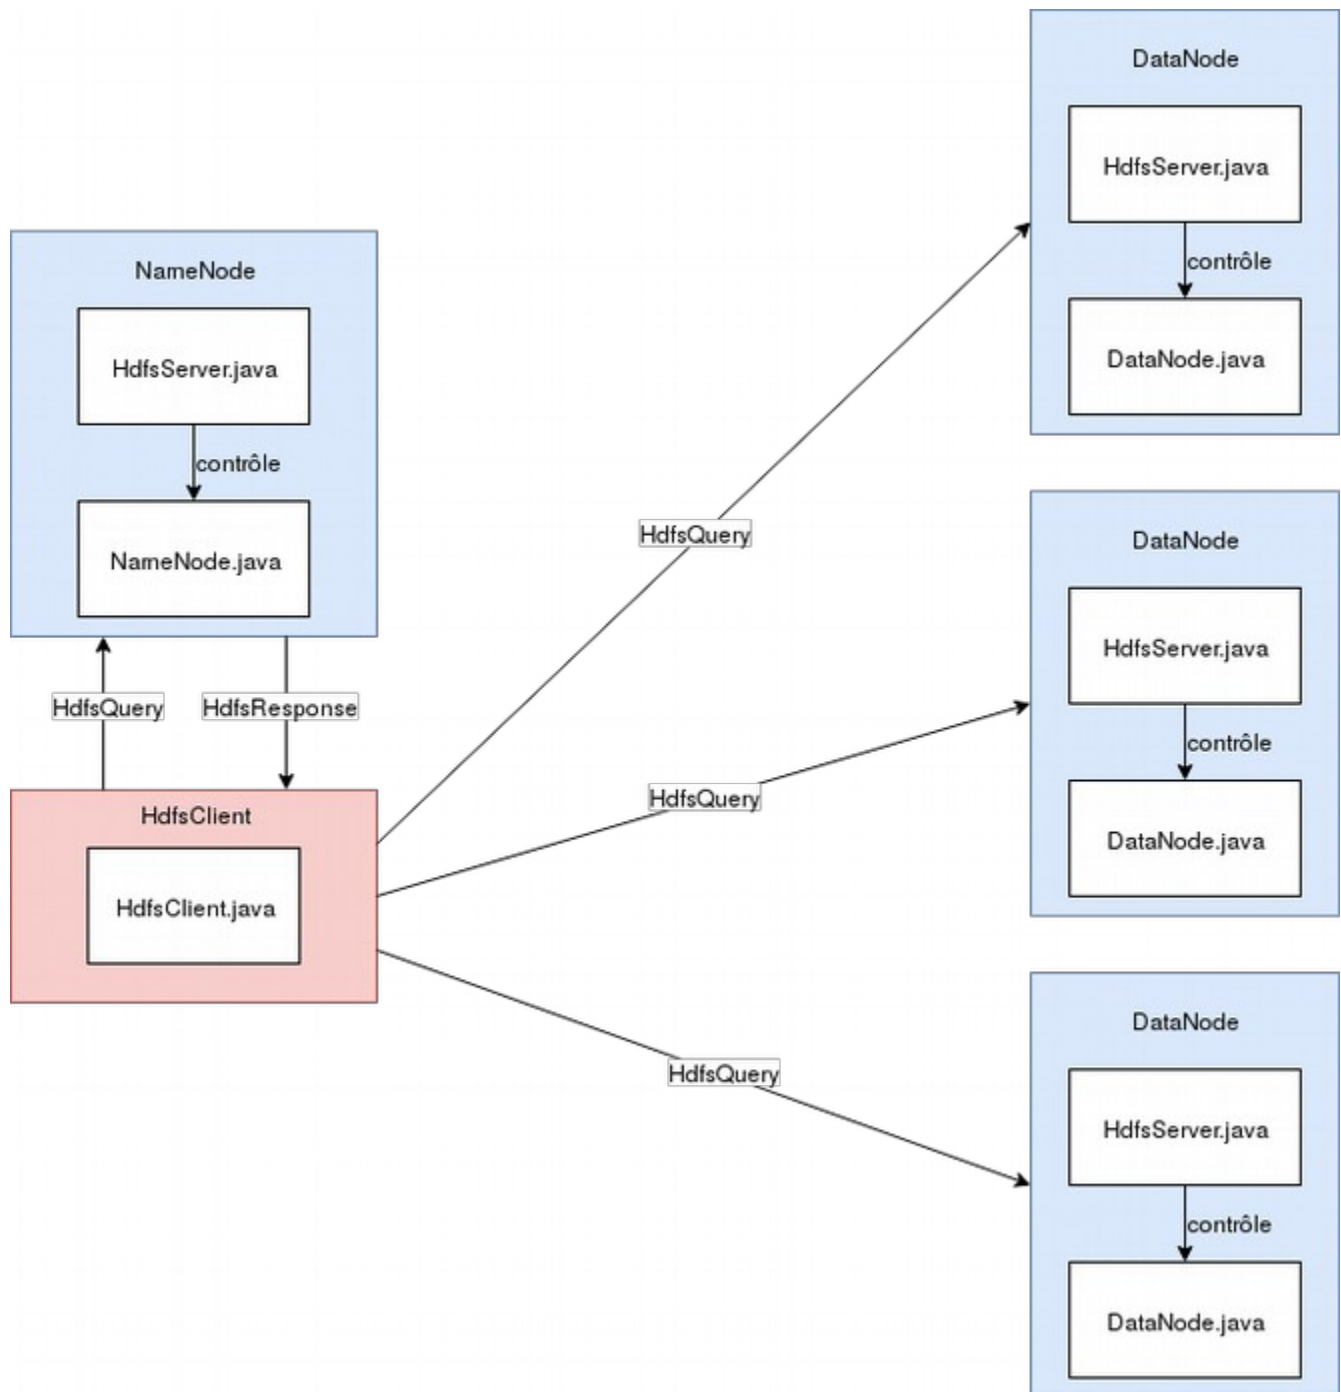 NameNode
HdfsServer.java
contrôle
NameNode.java
HdfsQuery
HdfsResponse
HdfsClient
HdfsClient.java
HdfsQuery
HdfsQuery
HdfsQuery
DataNode
HdfsServer.java
contrôle
DataNode.java
DataNode
HdfsServer.java
contrôle
DataNode.java
DataNode
HdfsServer.java
contrôle
DataNode.java